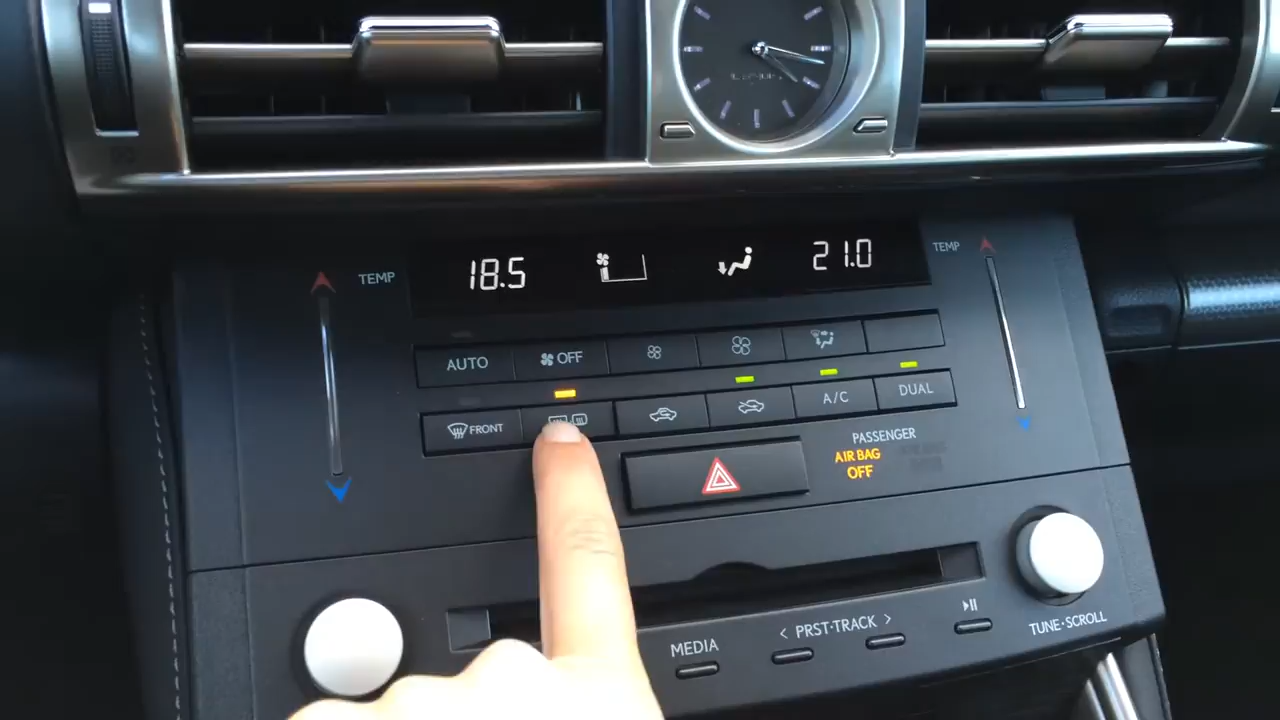 TEMP
18.5
21.0
TEMP
AUTO
OFF
FRONT
A/C
DUAL
PASSENGER
AIR BAG
OFF
MEDIA
< PRST·TRACK >
TUNE·SCROLL